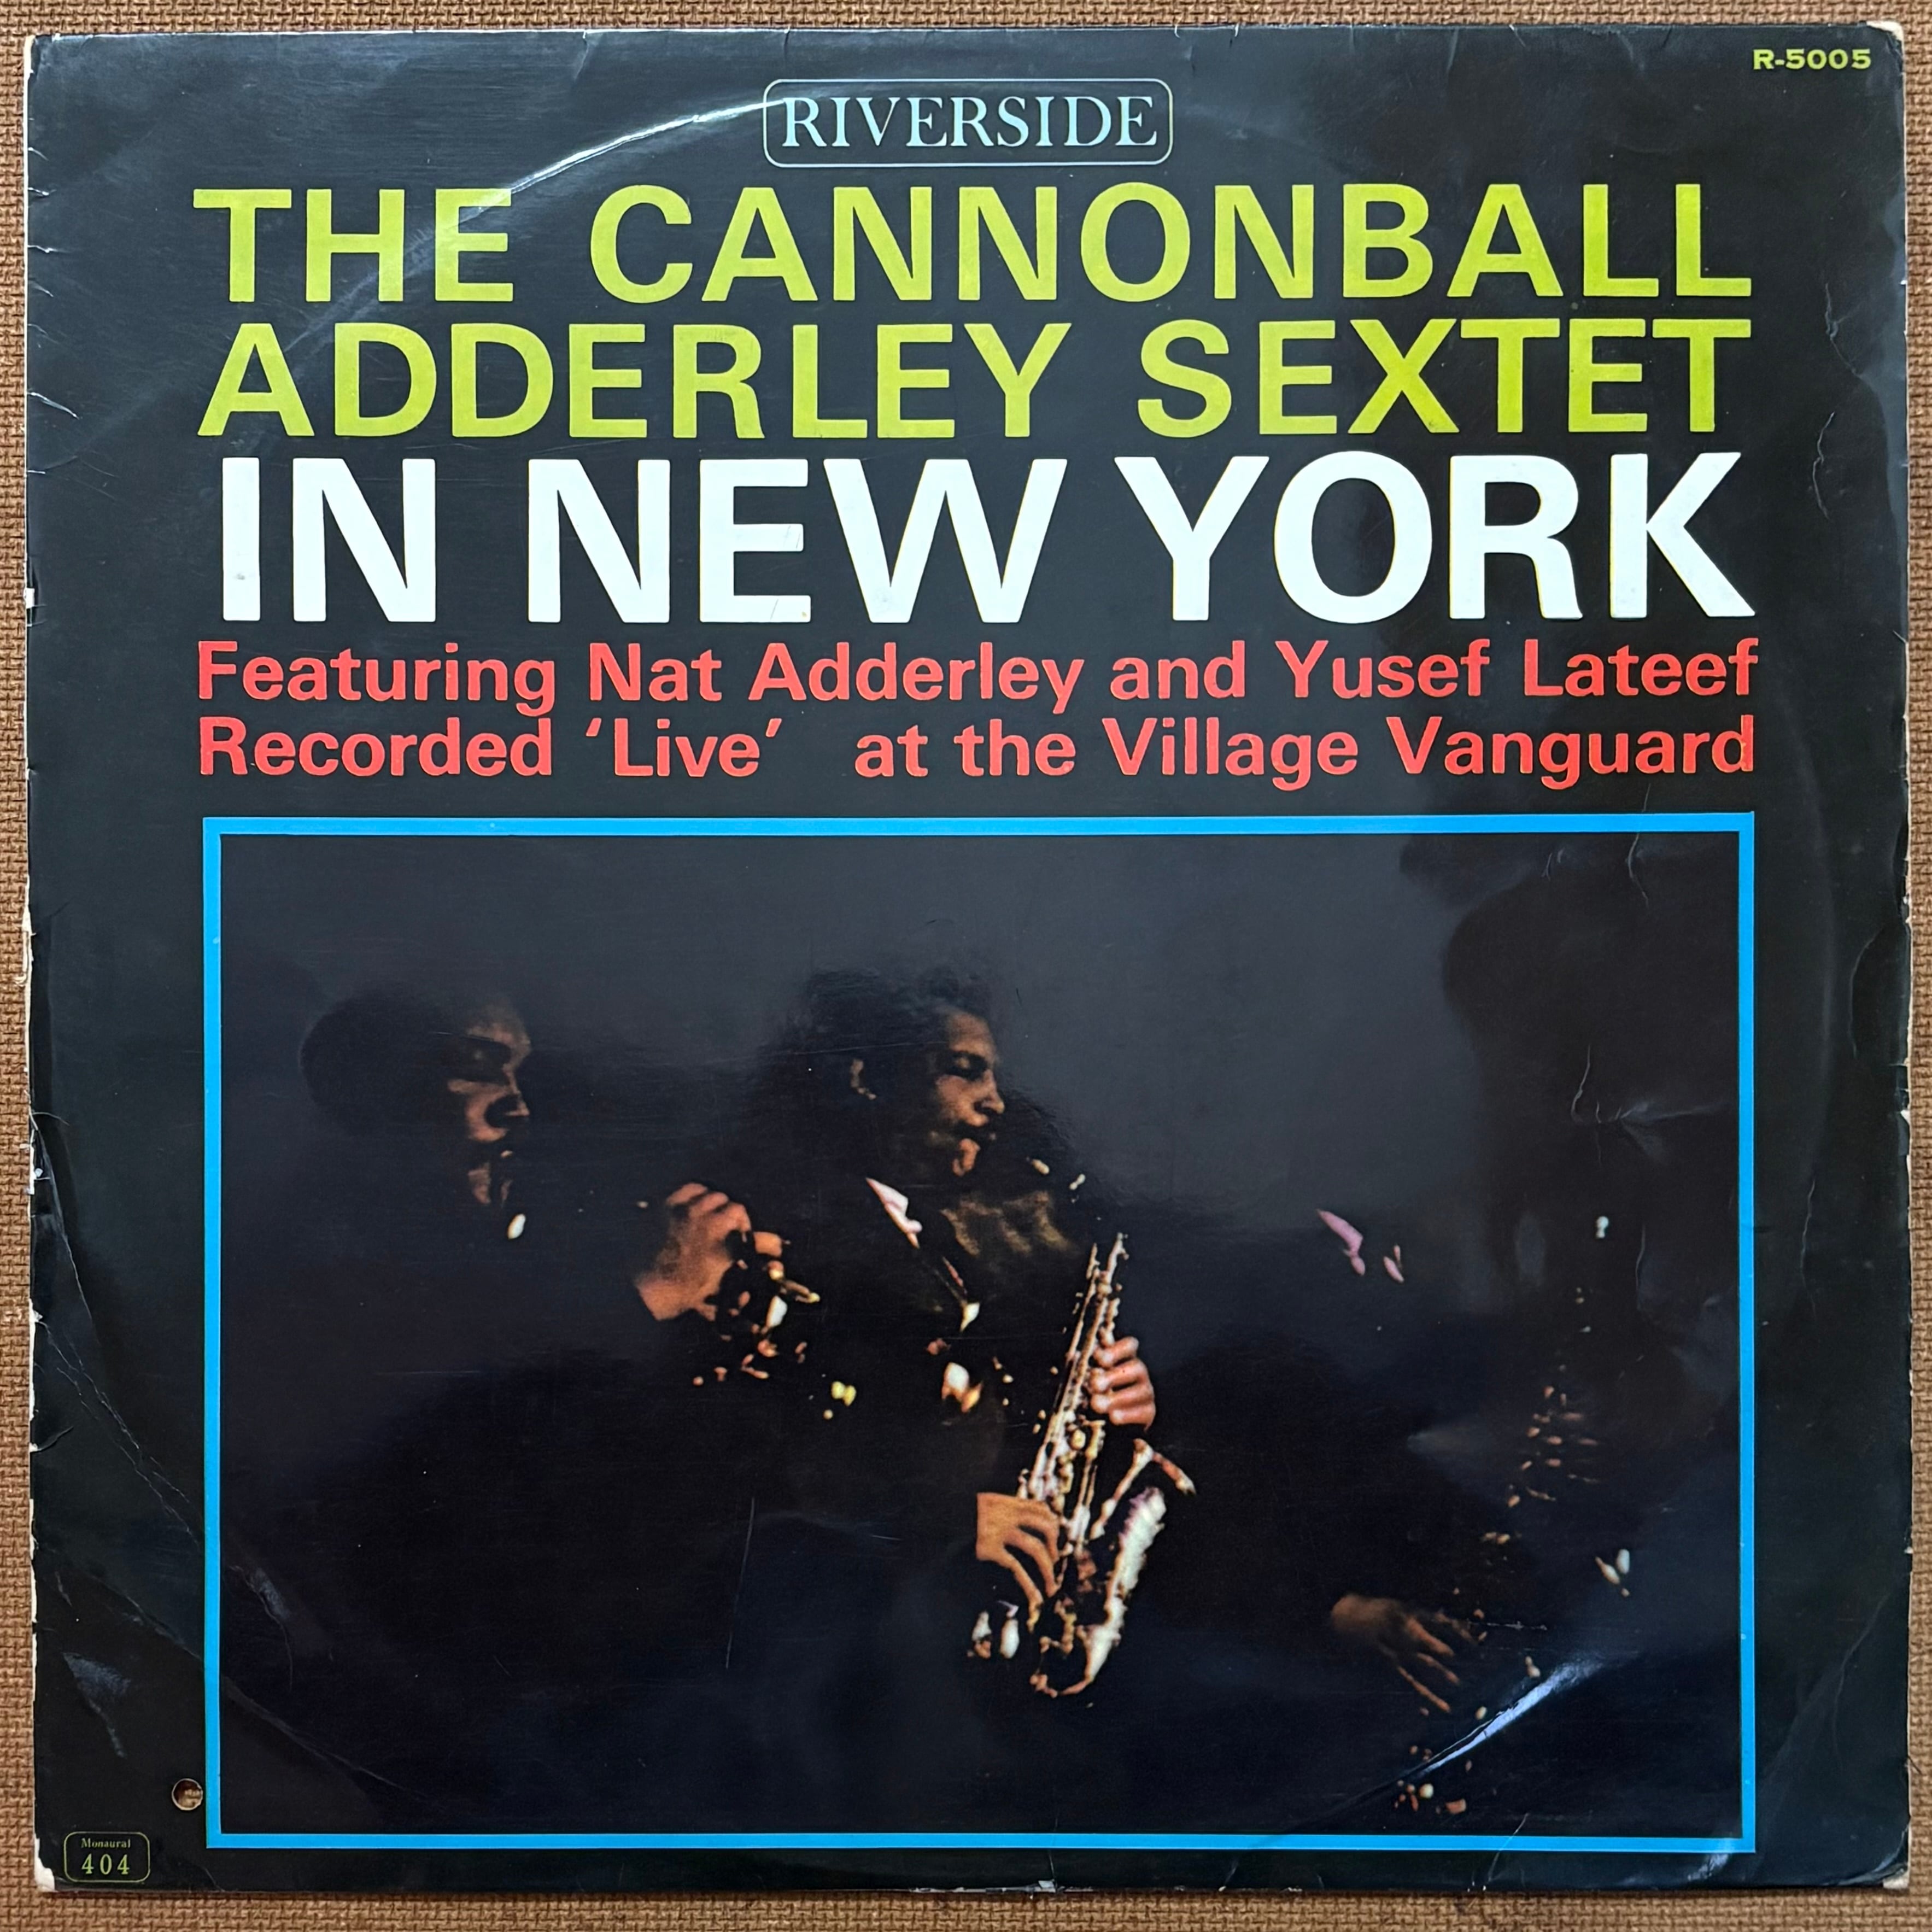 R-5005
RIVERSIDE
THE CANNONBALL
ADDERLEY SEXTET
IN NEW YORK
Featuring Nat Adderley and Yusef Lateef
Recorded ‘Live’ at the Village Vanguard
Monaural
404